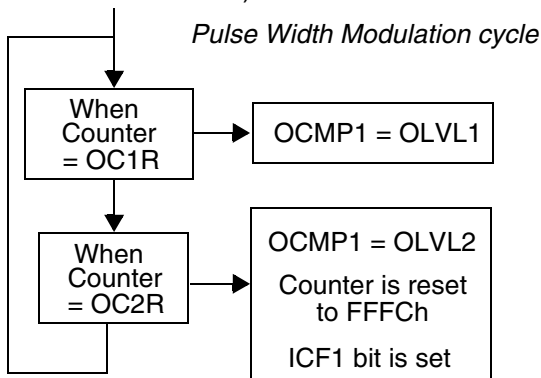 Pulse Width Modulation cycle
When
Counter
= OC1R
OCMP1 = OLVL1
When
Counter
= OC2R
OCMP1 = OLVL2
Counter is reset
to FFFCh
ICF1 bit is set